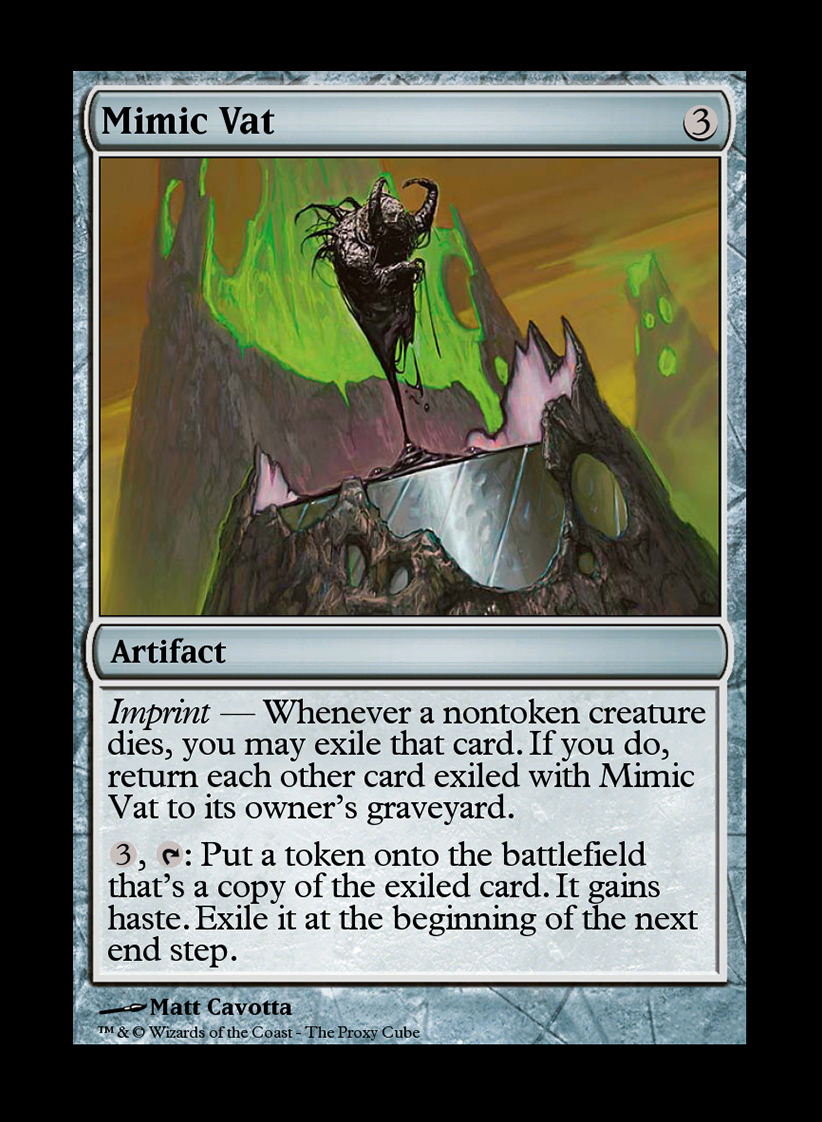 Mimic Vat 3
Artifact
Imprint — Whenever a nontoken creature
dies, you may exile that card. If you do,
return each other card exiled with Mimic
Vat to its owner's graveyard.
3, : Put a token onto the battlefield
that's a copy of the exiled card. It gains
haste. Exile it at the beginning of the next
end step.
Matt Cavotta
™ & © Wizards of the Coast - The Proxy Cube